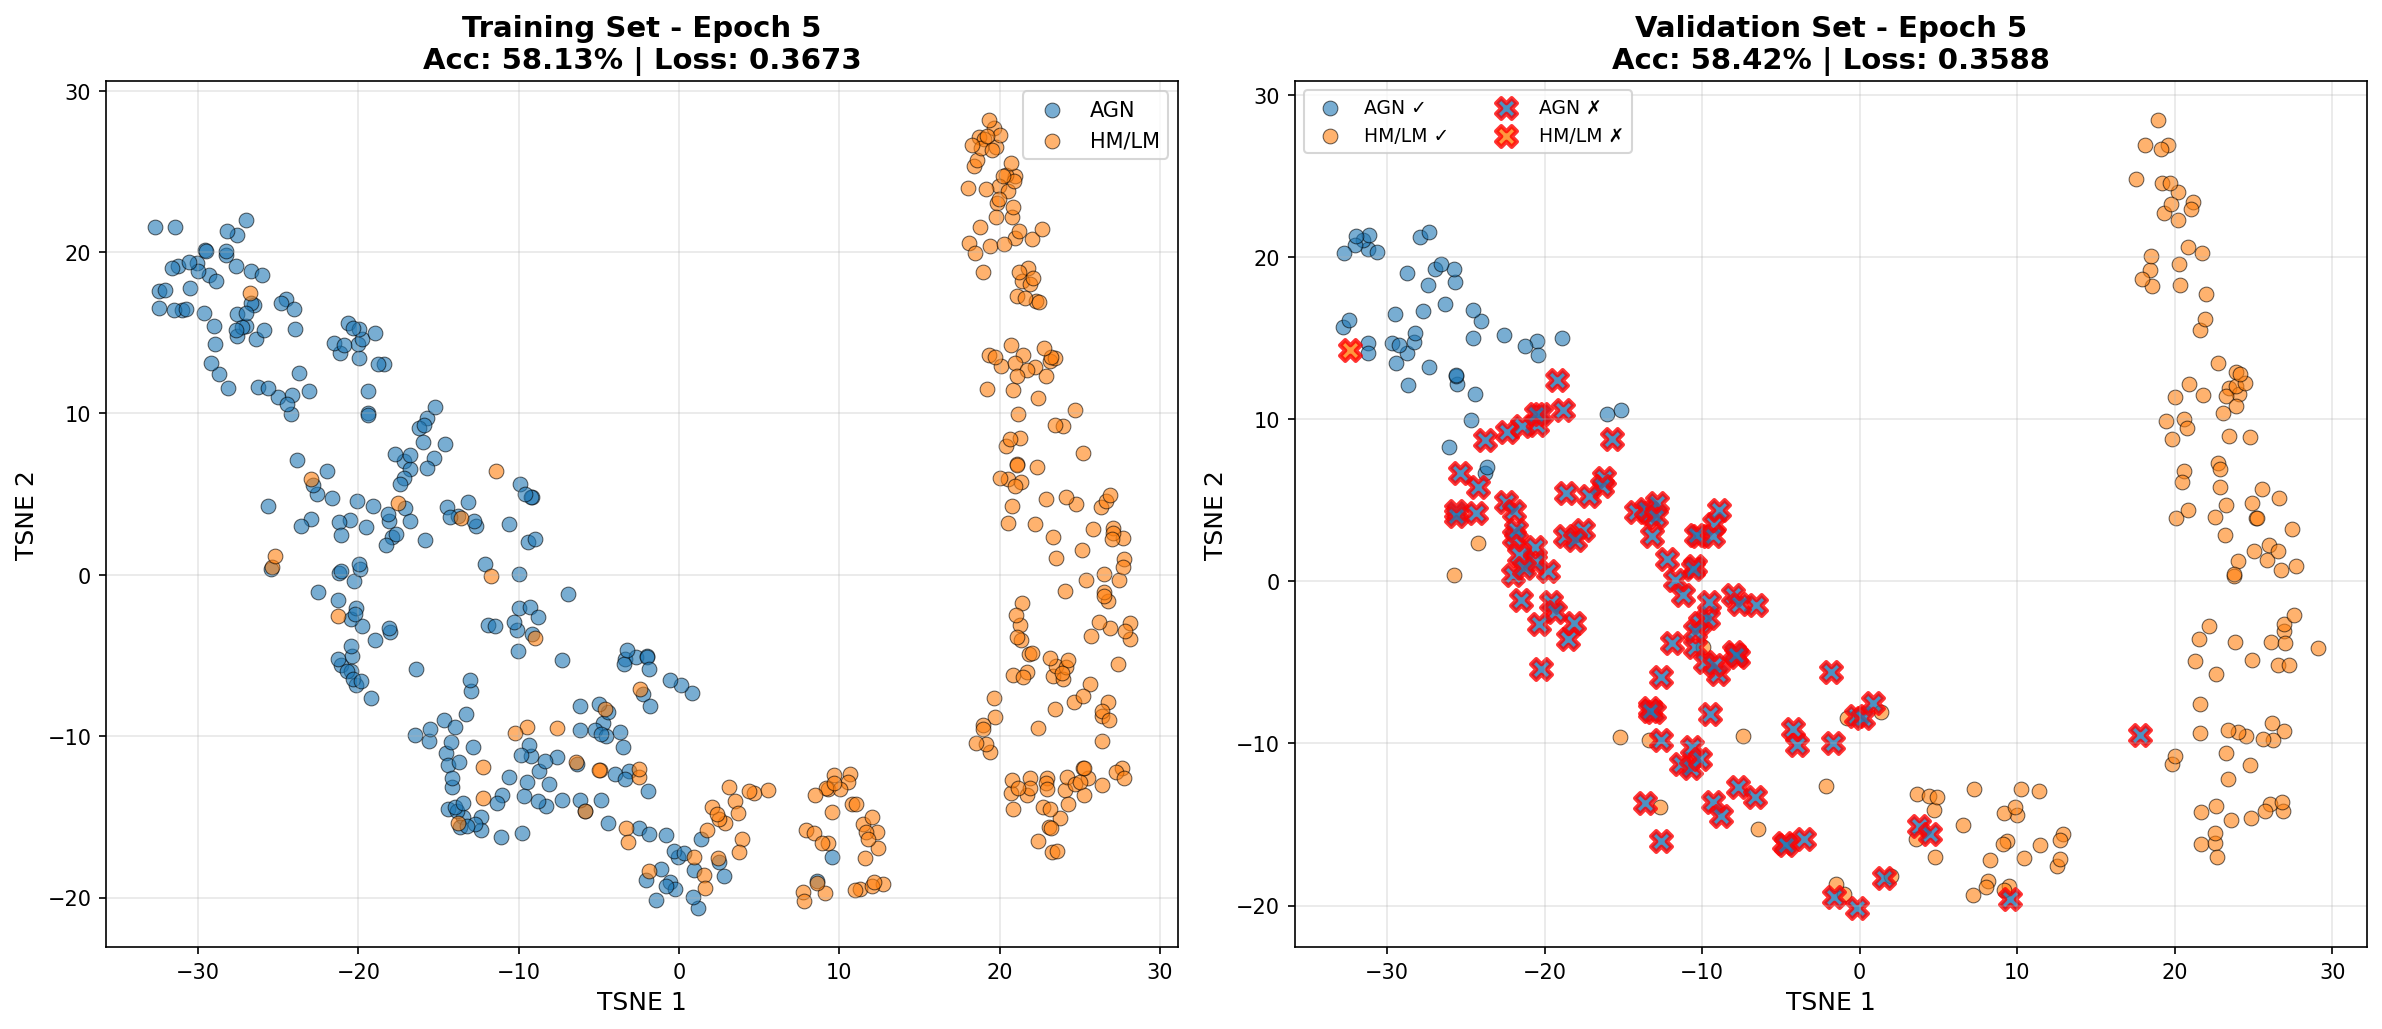 Training Set - Epoch 5
Acc: 58.13% | Loss: 0.3673
AGN
HM/LM
30
20
10
0
−10
−20
TSNE 2
−30
−20
−10
0
10
20
30
TSNE 1
Validation Set - Epoch 5
Acc: 58.42% | Loss: 0.3588
AGN ✓
HM/LM ✓
AGN ✗
HM/LM ✗
30
20
10
0
−10
−20
TSNE 2
−30
−20
−10
0
10
20
30
TSNE 1